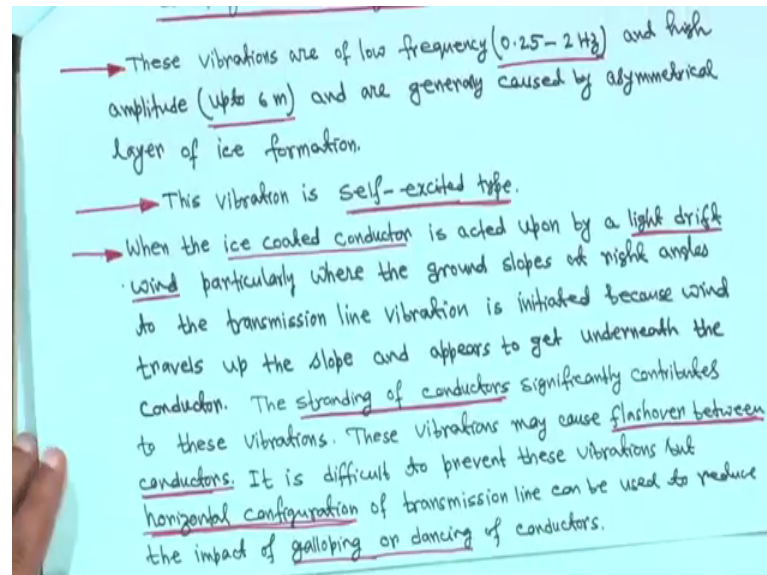 → These vibrations are of low frequency (0.25 – 2 Hz) and high
amplitude (upto 6 m) and are generaly caused by asymmetrical
layer of ice formation.
→ This vibration is self-excited type.
→ When the ice coated conductor is acted upon by a light drift
wind particularly where the ground slopes at right angles
to the transmission line vibration is initiated because wind
travels up the slope and appears to get underneath the
conductor. The stranding of conductors significantly contributes
to these vibrations. These vibrations may cause flashover between
conductors. It is difficult to prevent these vibrations but
horizontal configuration of transmission line can be used to reduce
the impact of galloping or dancing of conductors.